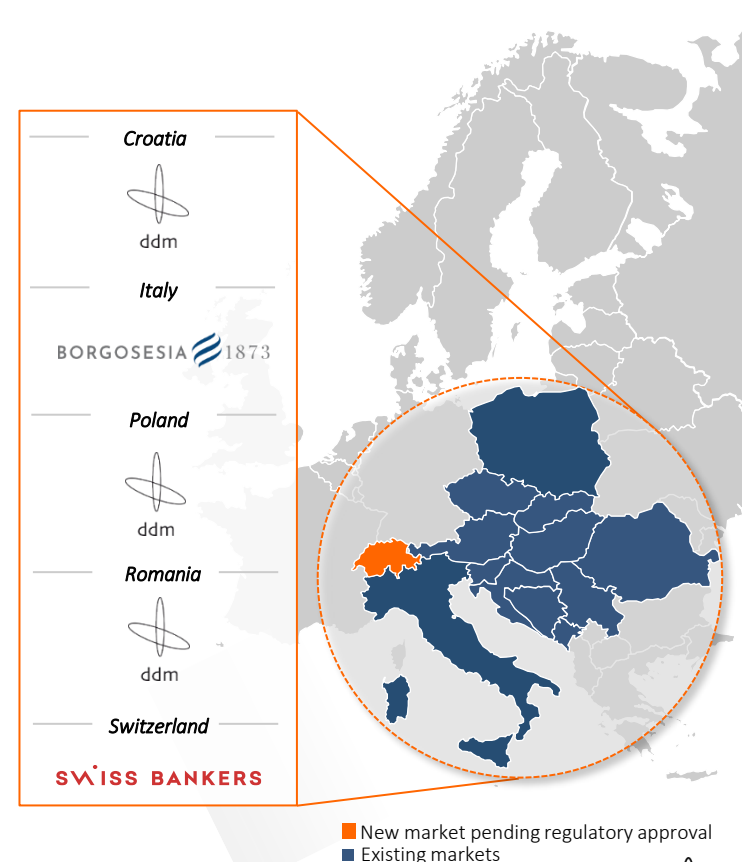 Croatia
ddm
Italy
BORGOSESIA 1873
Poland
ddm
Romania
ddm
Switzerland
SWISS BANKERS
New market pending regulatory approval
Existing markets